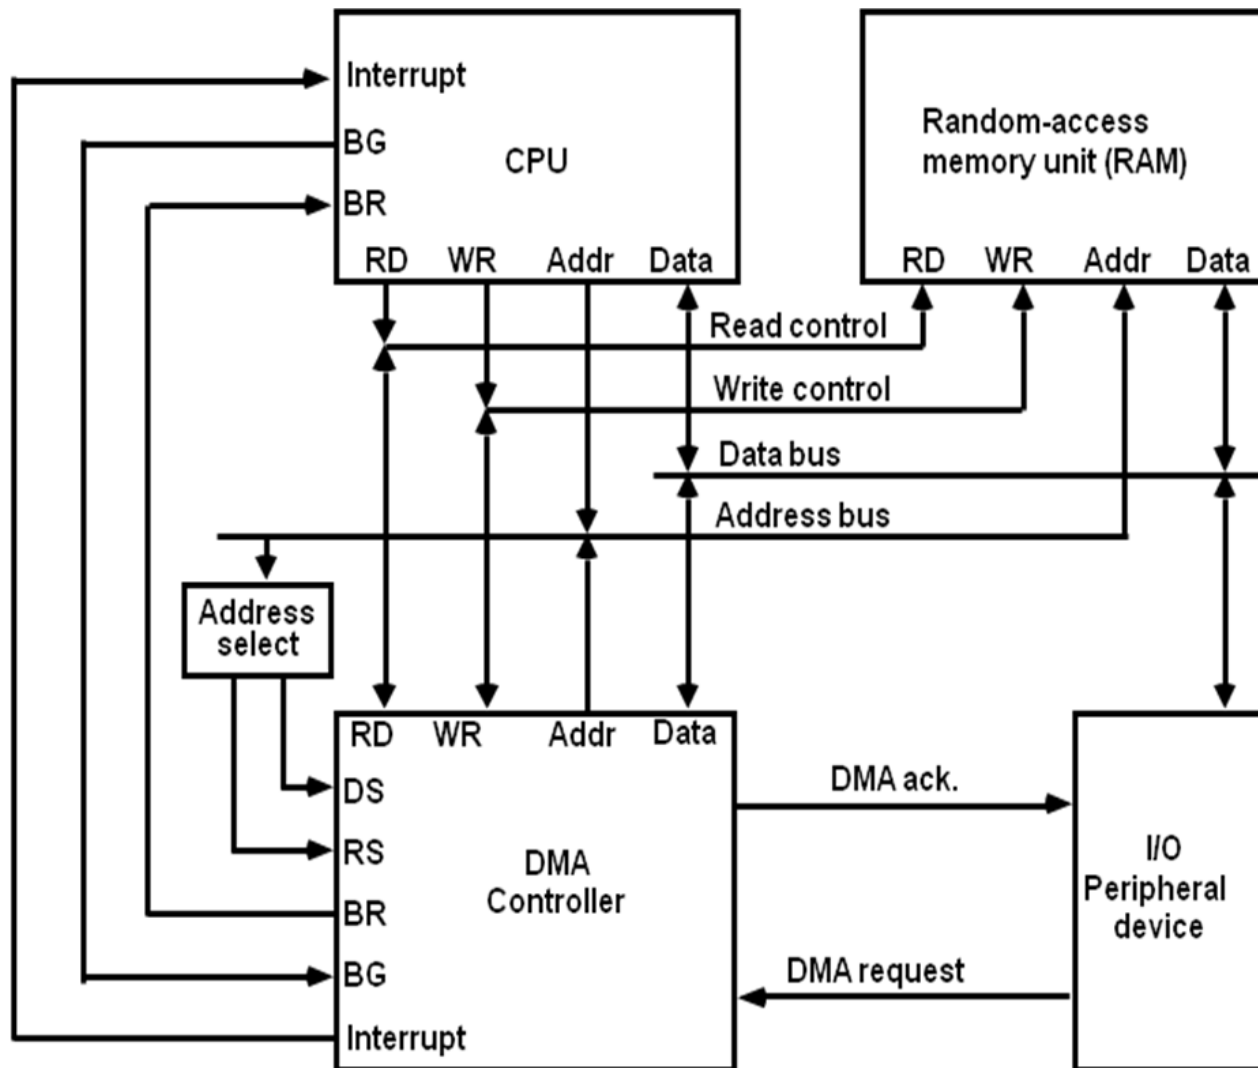 Interrupt
BG
CPU
BR
RD WR Addr Data
Random-access
memory unit (RAM)
RD WR Addr Data
Read control
Write control
Data bus
Address bus
Address
select
RD WR Addr Data
DS
RS
DMA
Controller
BR
BG
Interrupt
DMA ack.
DMA request
I/O
Peripheral
device